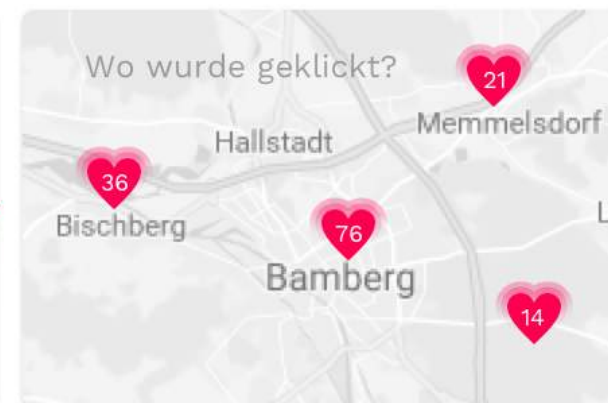 Wo wurde geklickt?
21
Memmelsdorf
Hallstadt
36
Bischberg
76
L
Bamberg
14